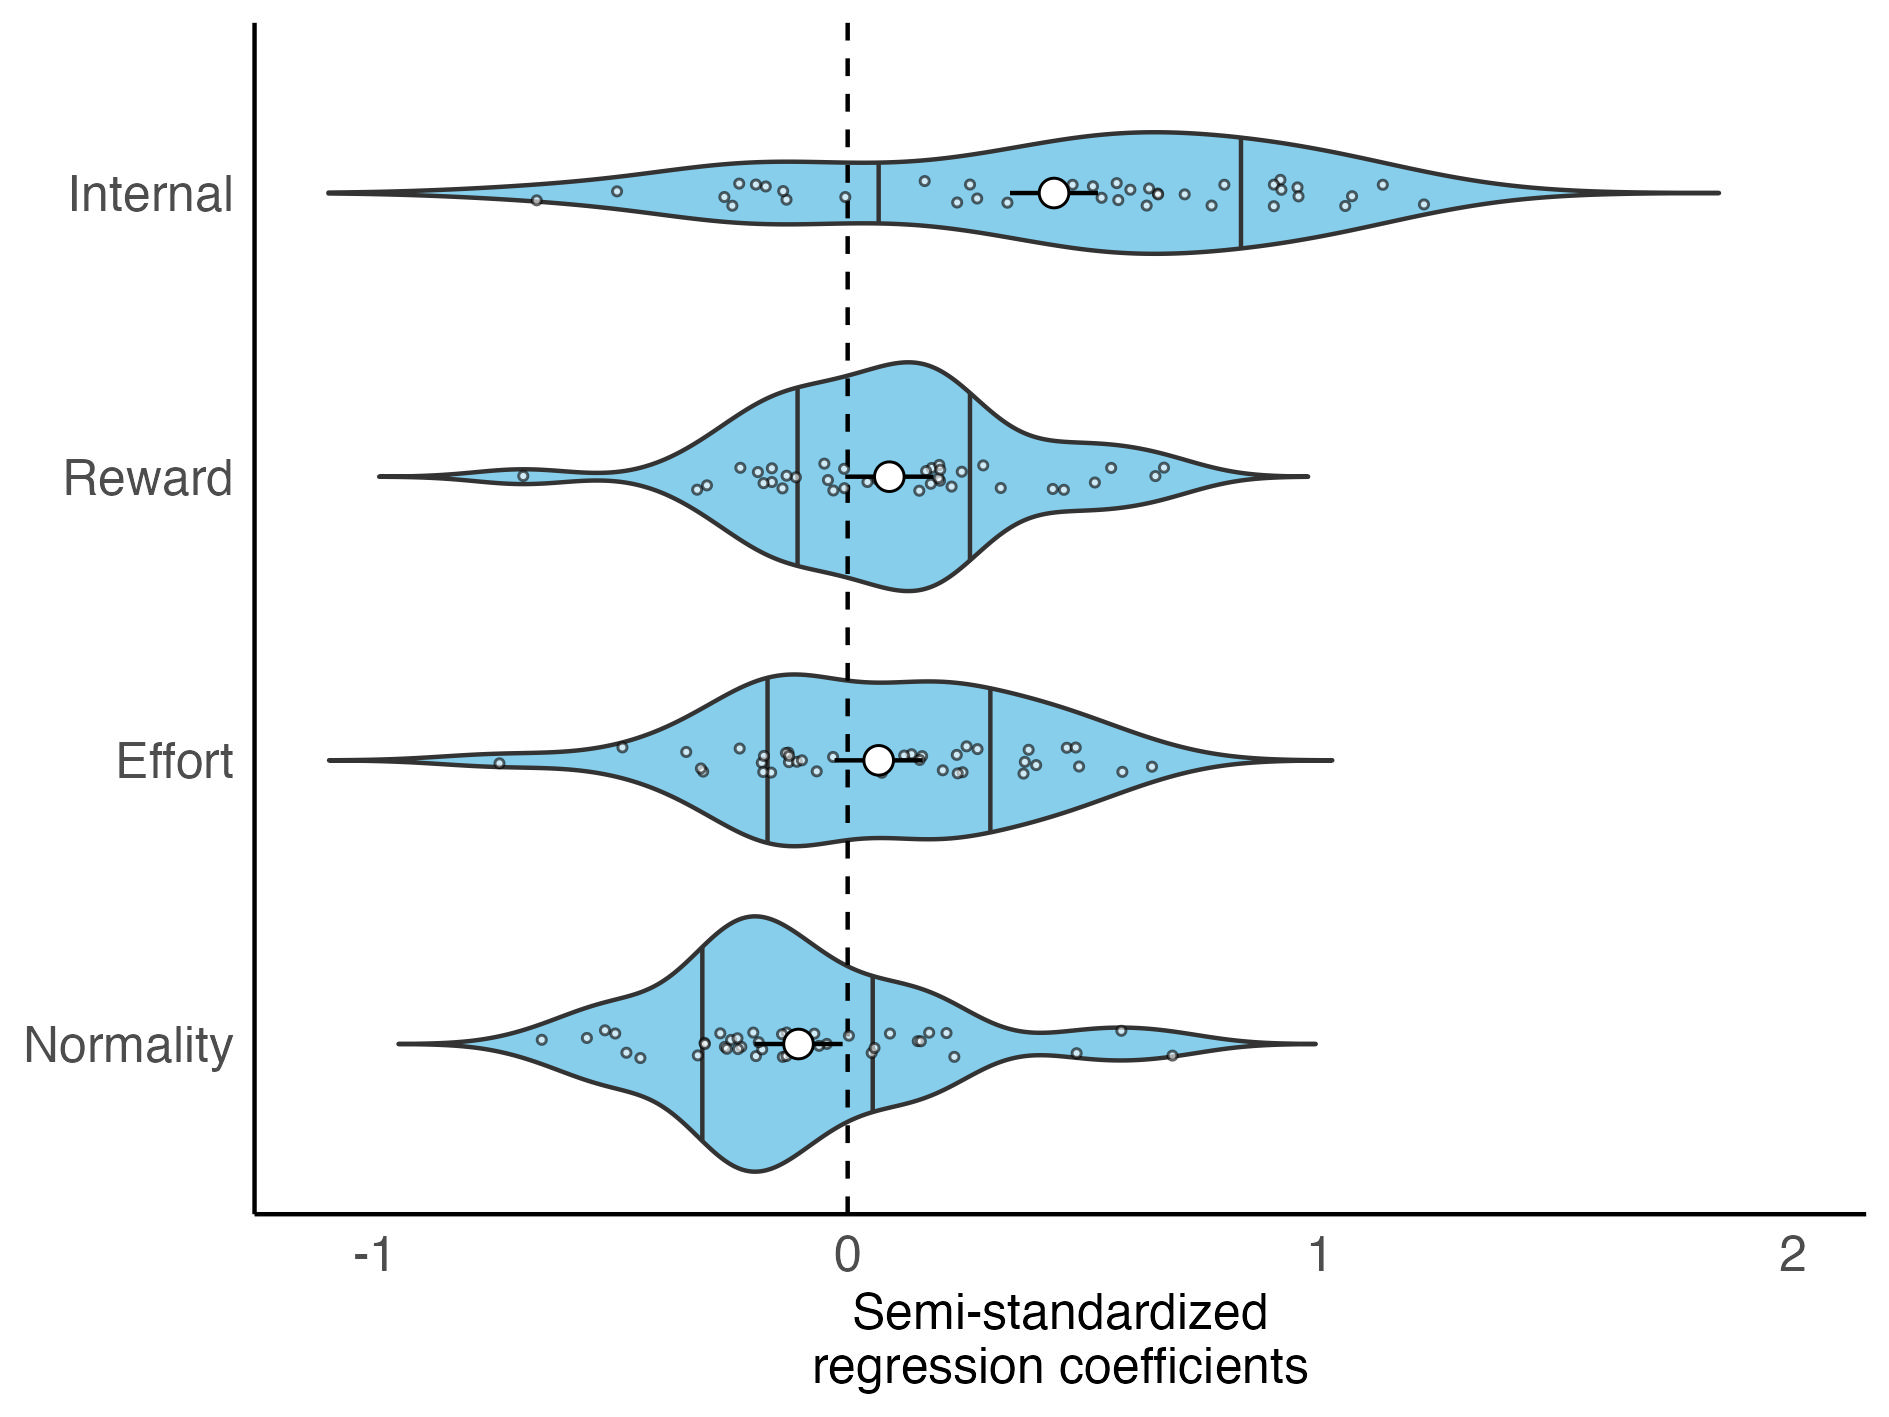 Internal
Reward
Effort
Normality
-1 0 1 2
Semi-standardized
regression coefficients